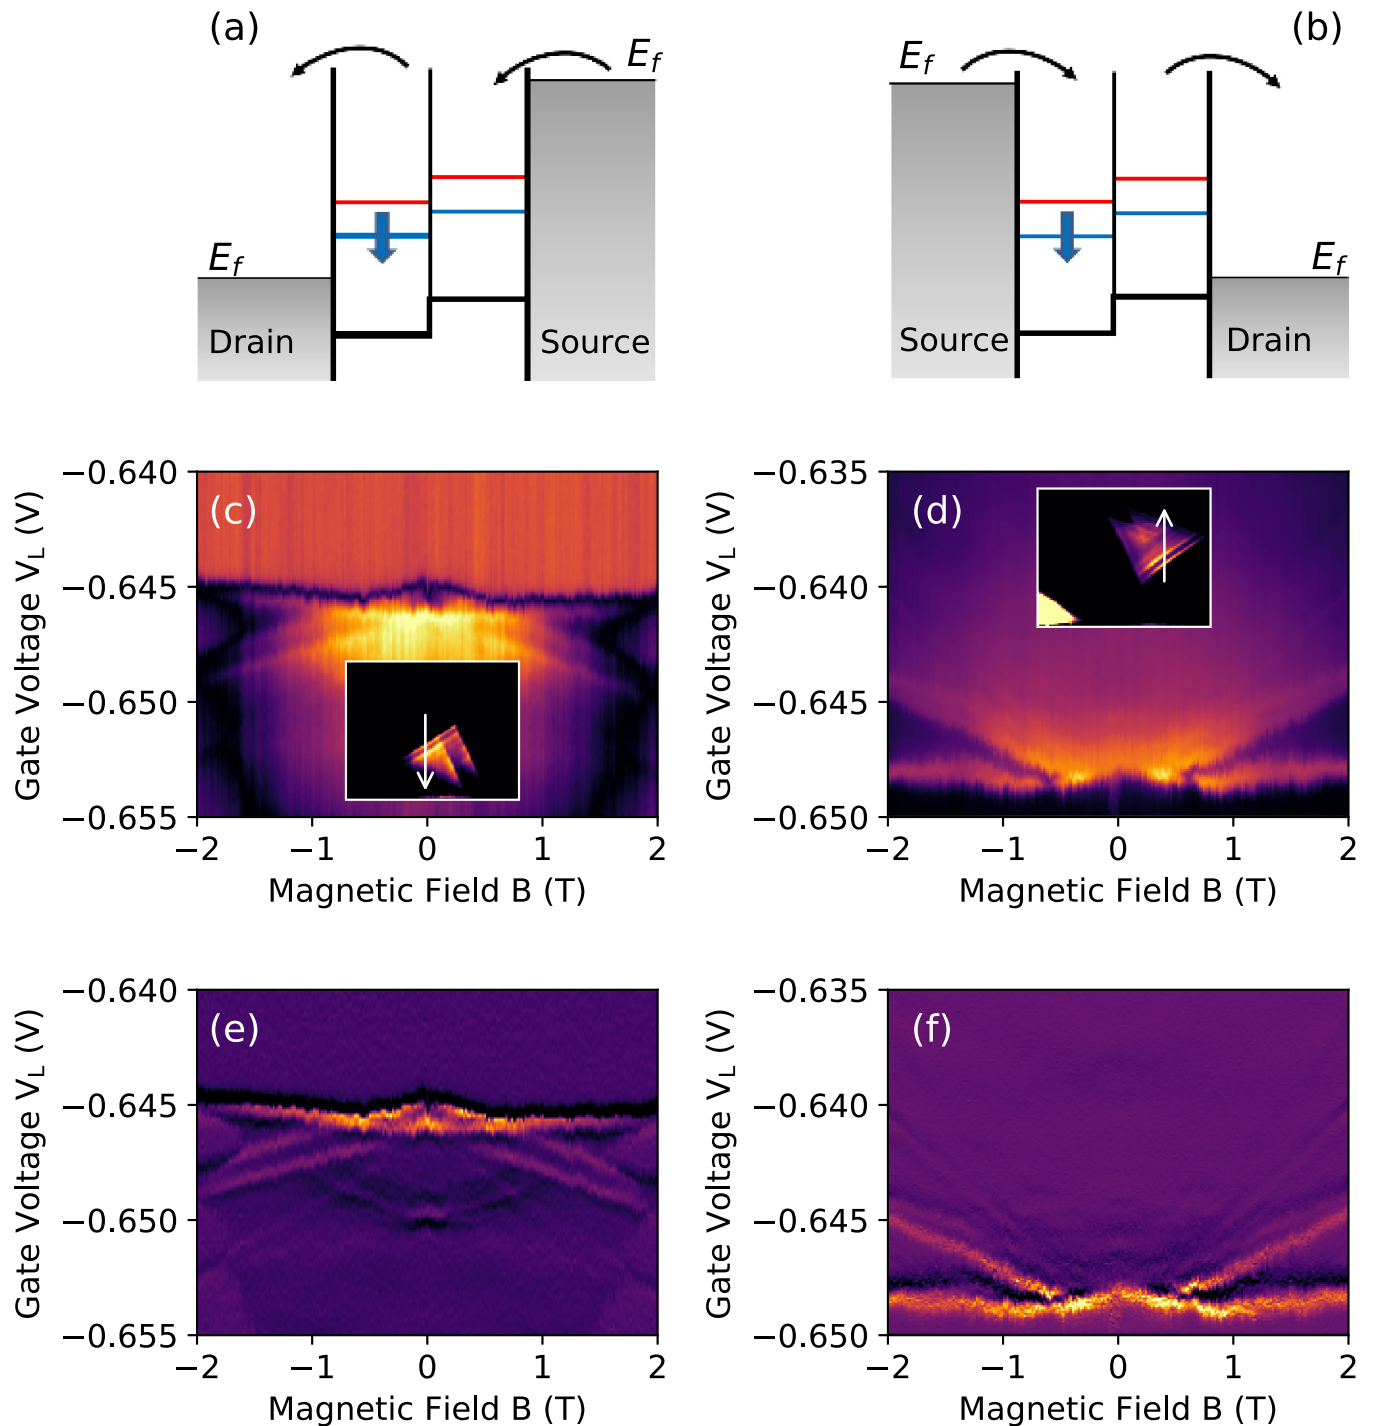 (a)
E_f
E_f
Drain
Source
(b)
E_f
E_f
Source
Drain
Gate Voltage V_L (V)
−0.640
−0.645
−0.650
−0.655
(c)
−2
−1
0
1
2
Magnetic Field B (T)
Gate Voltage V_L (V)
−0.635
−0.640
−0.645
−0.650
(d)
−2
−1
0
1
2
Magnetic Field B (T)
Gate Voltage V_L (V)
−0.640
−0.645
−0.650
−0.655
(e)
−2
−1
0
1
2
Magnetic Field B (T)
Gate Voltage V_L (V)
−0.635
−0.640
−0.645
−0.650
(f)
−2
−1
0
1
2
Magnetic Field B (T)